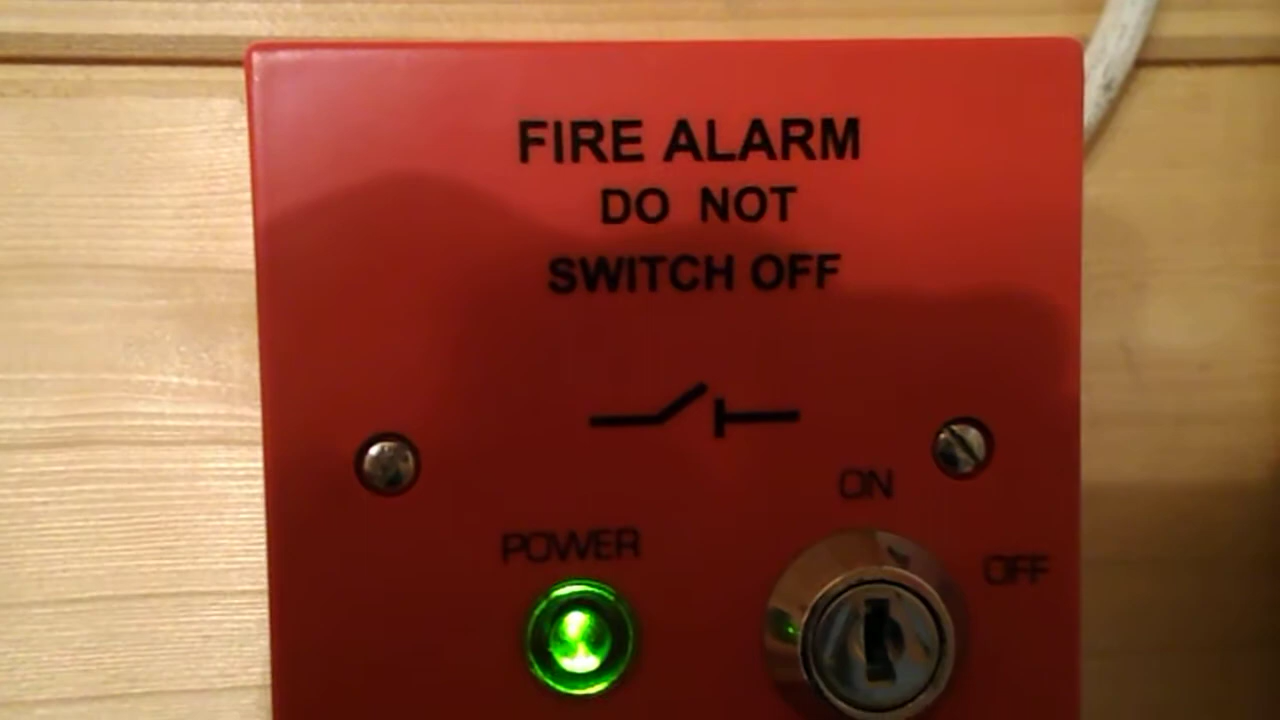 FIRE ALARM
DO NOT
SWITCH OFF
ON
OFF
POWER